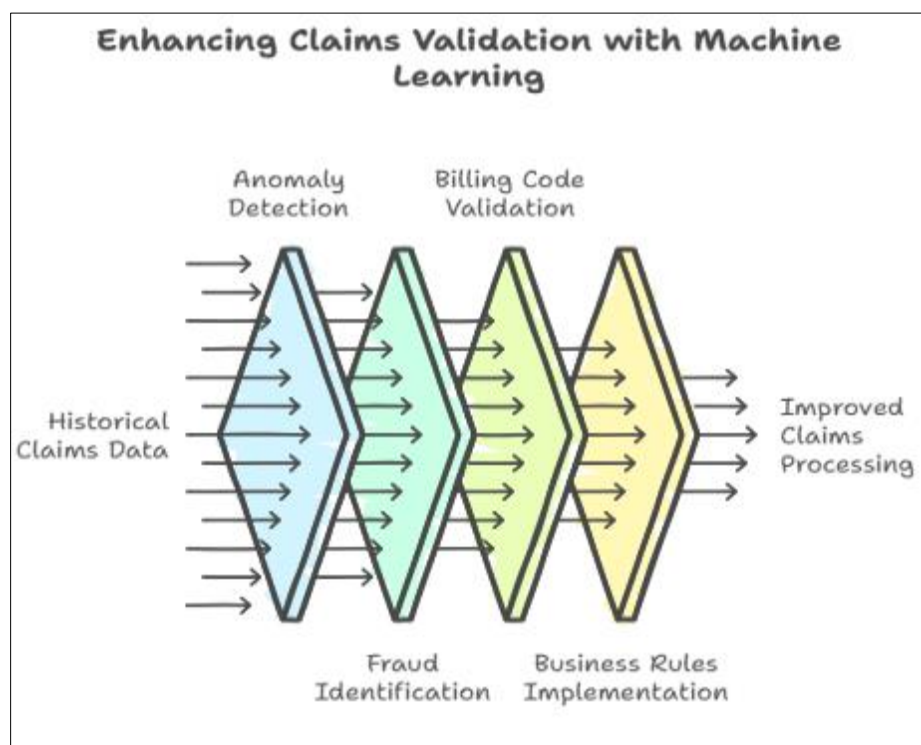 Enhancing Claims Validation with Machine
Learning
Anomaly
Detection
Billing Code
Validation
Historical
Claims Data
Improved
Claims
Processing
Fraud
Identification
Business Rules
Implementation